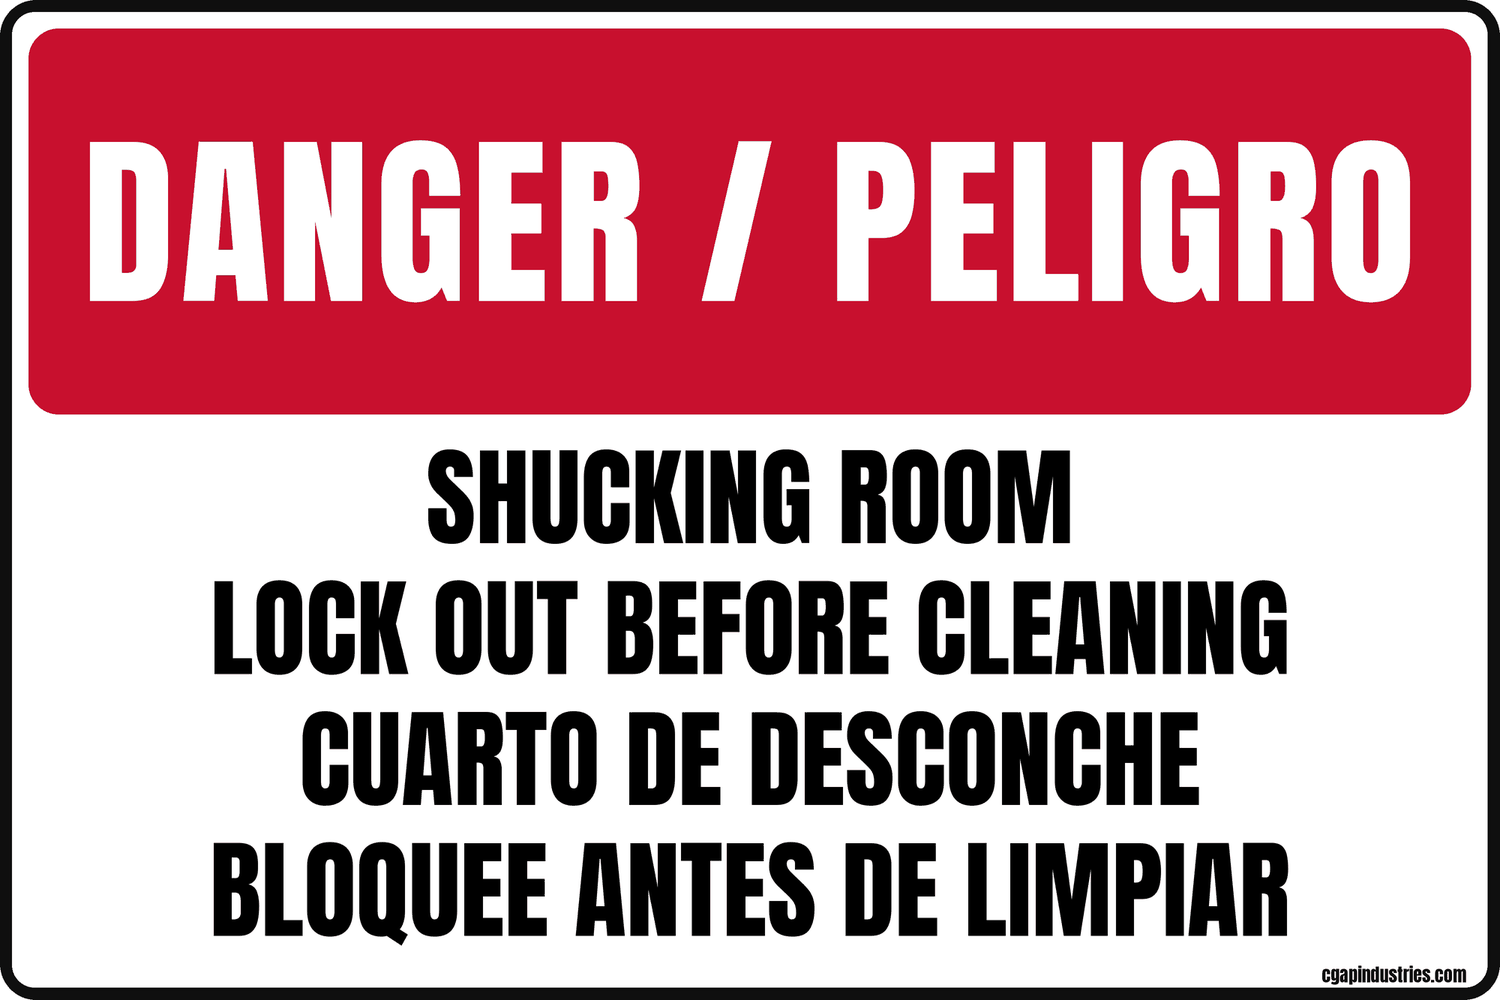 DANGER / PELIGRO
SHUCKING ROOM
LOCK OUT BEFORE CLEANING
CUARTO DE DESCONCHE
BLOQUEE ANTES DE LIMPIAR
cgapindustries.com